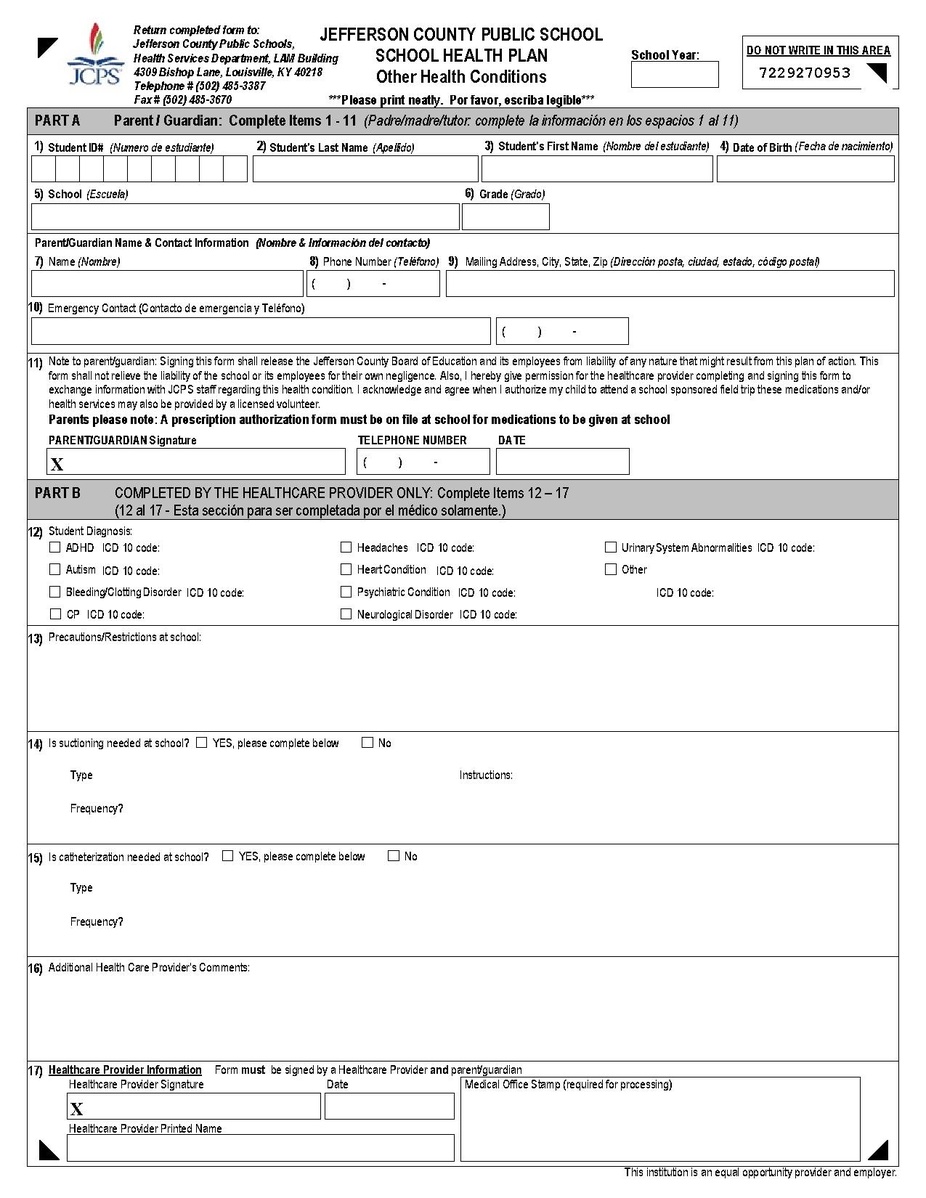 JCPS
Return completed form to:
Jefferson County Public Schools,
Health Services Department, LAM Building
4309 Bishop Lane, Louisville, KY 40218
Telephone # (502) 485-3387
Fax # (502) 485-3670
JEFFERSON COUNTY PUBLIC SCHOOL
SCHOOL HEALTH PLAN
Other Health Conditions
***Please print neatly. Por favor, escriba legible***
School Year:
DO NOT WRITE IN THIS AREA
7229270953
PART A Parent / Guardian: Complete Items 1 - 11 (Padre/madre/tutor: complete la información en los espacios 1 al 11)
1) Student ID# (Numero de estudiante) 2) Student's Last Name (Apelido) 3) Student's First Name (Nombre del estudiante) 4) Date of Birth (Fecha de nacimiento)
5) School (Escuela) 6) Grade (Grado)
Parent/Guardian Name & Contact Information (Nombre & Información del contacto)
7) Name (Nombre) 8) Phone Number (Teléfono) 9) Mailing Address, City, State, Zip (Dirección posta, ciudad, estado, código postal)
( ) -
10) Emergency Contact (Contacto de emergencia y Teléfono)
( ) -
11) Note to parent/guardian: Signing this form shall release the Jefferson County Board of Education and its employees from liability of any nature that might result from this plan of action. This
form shall not relieve the liability of the school or its employees for their own negligence. Also, I hereby give permission for the healthcare provider completing and signing this form to
exchange information with JCPS staff regarding this health condition. I acknowledge and agree when I authorize my child to attend a school sponsored field trip these medications and/or
health services may also be provided by a licensed volunteer.
Parents please note: A prescription authorization form must be on file at school for medications to be given at school
PARENT/GUARDIAN Signature TELEPHONE NUMBER DATE
X ( ) -
PART B COMPLETED BY THE HEALTHCARE PROVIDER ONLY: Complete Items 12 – 17
(12 al 17 - Esta sección para ser completada por el médico solamente.)
12) Student Diagnosis:
ADHD ICD 10 code: Headaches ICD 10 code: Urinary System Abnormalities ICD 10 code:
Autism ICD 10 code: Heart Condition ICD 10 code: Other
Bleeding/Clotting Disorder ICD 10 code: Psychiatric Condition ICD 10 code: ICD 10 code:
CP ICD 10 code: Neurological Disorder ICD 10 code:
13) Precautions/Restrictions at school:
14) Is suctioning needed at school? YES, please complete below No
Type Instructions:
Frequency?
15) Is catheterization needed at school? YES, please complete below No
Type
Frequency?
16) Additional Health Care Provider's Comments:
17) Healthcare Provider Information Form must be signed by a Healthcare Provider and parent/guardian
Healthcare Provider Signature Date Medical Office Stamp (required for processing)
X
Healthcare Provider Printed Name
This institution is an equal opportunity provider and employer.